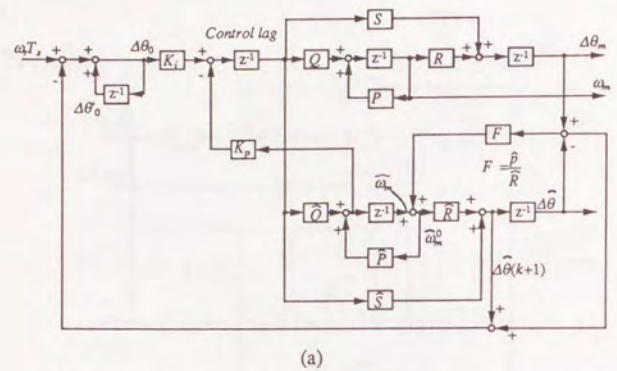 Control lag
S
ω*T_s + + Δθ_0 K_i + + z⁻¹ Q + z⁻¹ R + + + z⁻¹ Δθ_m
- + - +
z⁻¹ P ω_m
Δθ'_0
F +
K_p -
F = p̂/R̂
ω̂_m
Q̂ + z⁻¹ + + R̂ + z⁻¹ Δθ̂
+ + +
ω̂_m^0
P̂
Δθ̂(k+1)
Ŝ
+ +
(a)